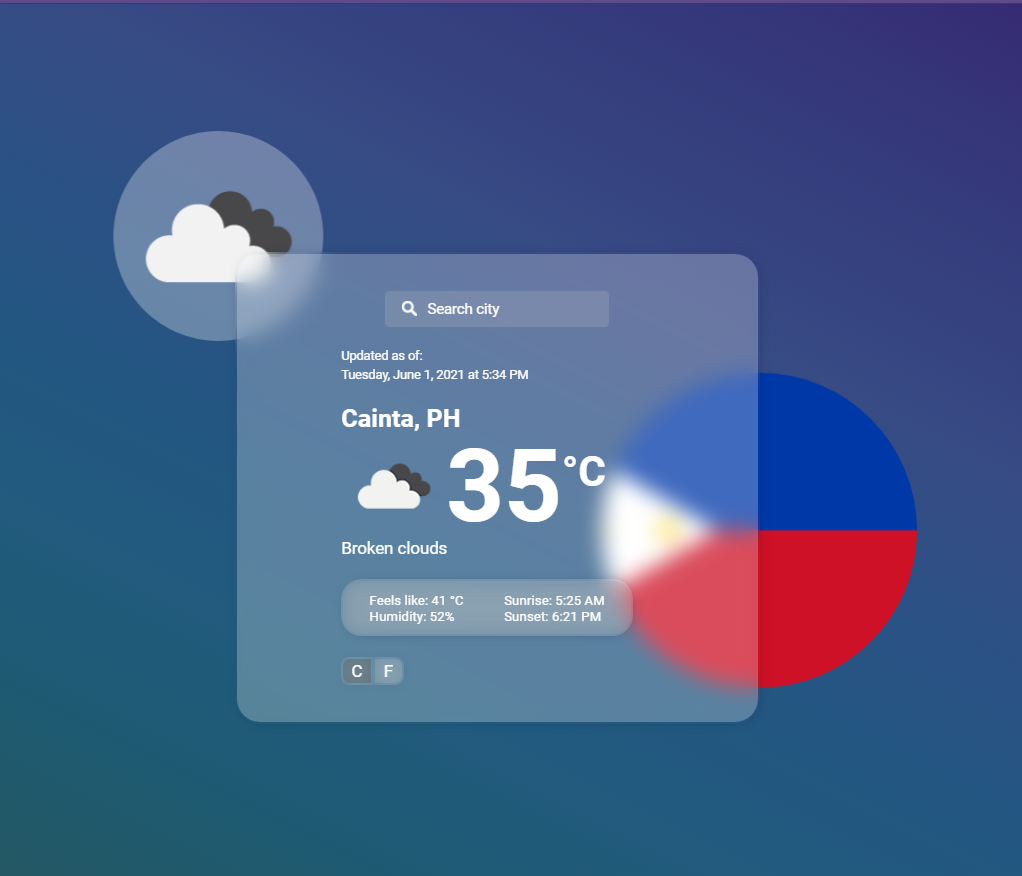 Search city
Updated as of:
Tuesday, June 1, 2021 at 5:34 PM
Cainta, PH
35°C
Broken clouds
Feels like: 41 °C
Humidity: 52%
Sunrise: 5:25 AM
Sunset: 6:21 PM
C F